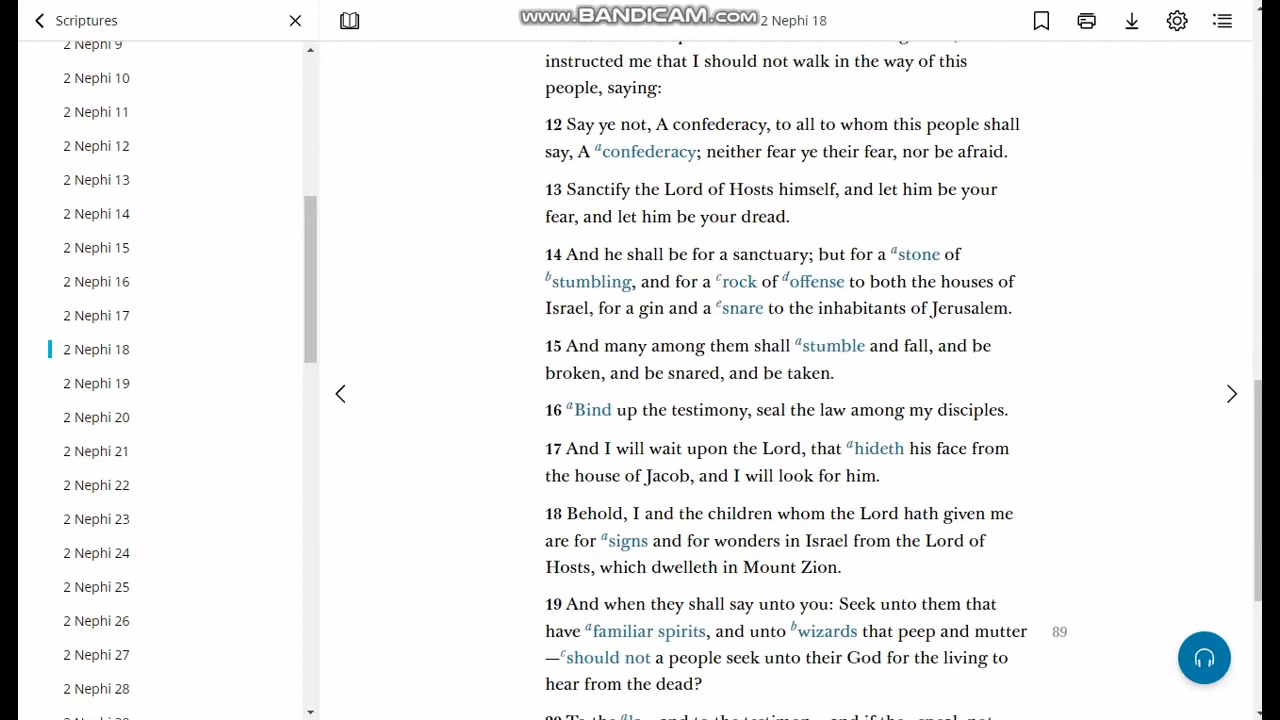 Scriptures
www.BANDICAM.com
2 Nephi 18
2 Nephi 9
2 Nephi 10
2 Nephi 11
2 Nephi 12
2 Nephi 13
2 Nephi 14
2 Nephi 15
2 Nephi 16
2 Nephi 17
2 Nephi 18
2 Nephi 19
2 Nephi 20
2 Nephi 21
2 Nephi 22
2 Nephi 23
2 Nephi 24
2 Nephi 25
2 Nephi 26
2 Nephi 27
2 Nephi 28
instructed me that I should not walk in the way of this
people, saying:
12 Say ye not, A confederacy, to all to whom this people shall
say, A aconfederacy; neither fear ye their fear, nor be afraid.
13 Sanctify the Lord of Hosts himself, and let him be your
fear, and let him be your dread.
14 And he shall be for a sanctuary; but for a astone of
bstumbling, and for a crock of doffense to both the houses of
Israel, for a gin and a esnare to the inhabitants of Jerusalem.
15 And many among them shall astumble and fall, and be
broken, and be snared, and be taken.
16 aBind up the testimony, seal the law among my disciples.
17 And I will wait upon the Lord, that ahideth his face from
the house of Jacob, and I will look for him.
18 Behold, I and the children whom the Lord hath given me
are for asigns and for wonders in Israel from the Lord of
Hosts, which dwelleth in Mount Zion.
19 And when they shall say unto you: Seek unto them that
have afamiliar spirits, and unto bwizards that peep and mutter
—cshould not a people seek unto their God for the living to
hear from the dead?
89